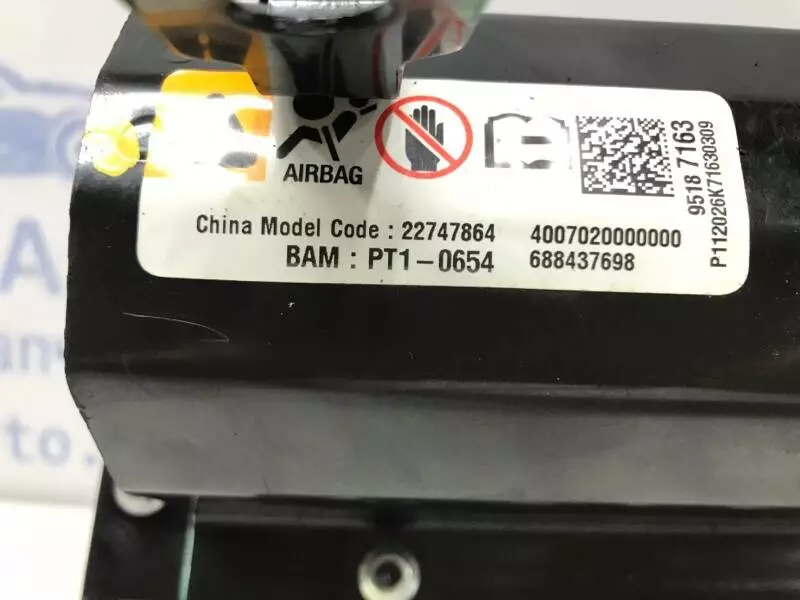 AIRBAG
China Model Code : 22747864 4007020000000
BAM : PT1-0654 688437698
9518 7163
P112026K71630309